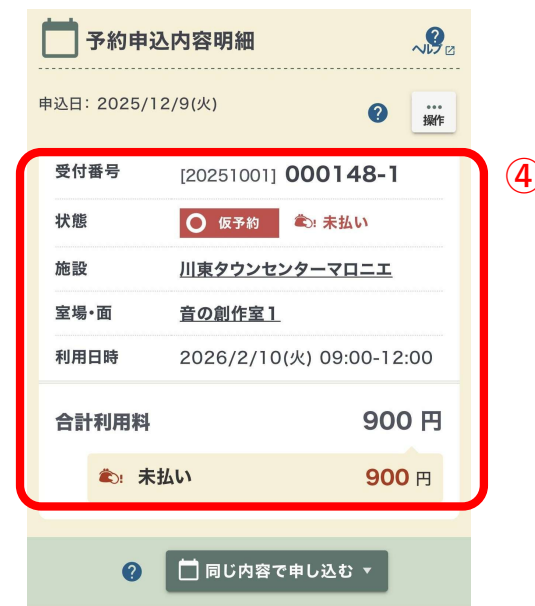 予約申込内容明細
ヘルプ
申込日: 2025/12/9(火)
?
操作
④
受付番号 [20251001] 000148-1
状態 仮予約 未払い
施設 川東タウンセンターマロニエ
室場・面 音の創作室1
利用日時 2026/2/10(火) 09:00-12:00
合計利用料 900 円
未払い 900 円
? 同じ内容で申し込む